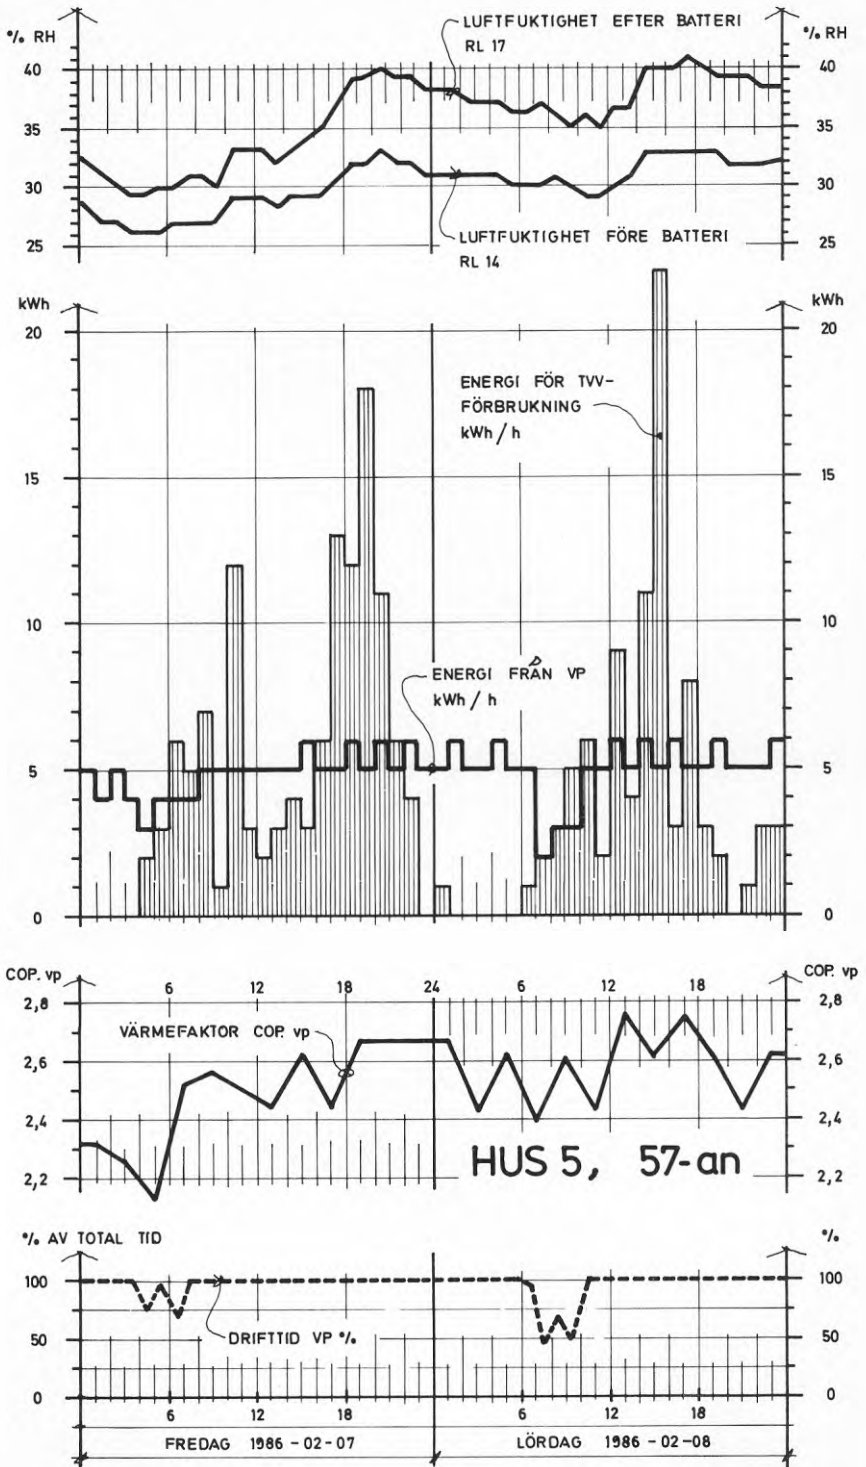 LUFTFUKTIGHET EFTER BATTERI
RL 17
% RH
% RH
40
40
35
35
30
30
25
25
LUFTFUKTIGHET FÖRE BATTERI
RL 14
kWh
kWh
20
20
ENERGI FÖR TVV-
FÖRBRUKNING
kWh/h
15
15
10
10
ENERGI FRÅN VP
kWh/h
5
5
0
0
COP. vp
COP. vp
6
12
18
24
6
12
18
2,8
2,8
VÄRMEFAKTOR COP. vp
2,6
2,6
2,4
2,4
HUS 5, 57-an
2,2
2,2
% AV TOTAL TID
%
100
100
50
50
DRIFTTID VP %
0
0
6
12
18
6
12
18
FREDAG 1986-02-07
LÖRDAG 1986-02-08